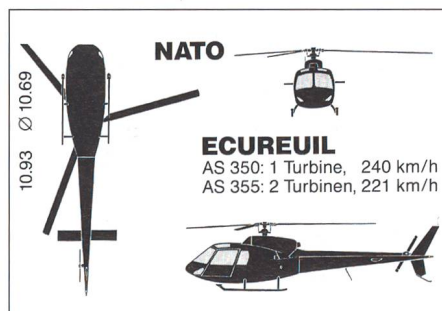 NATO
10.93 Ø 10.69
ECUREUIL
AS 350: 1 Turbine, 240 km/h
AS 355: 2 Turbinen, 221 km/h